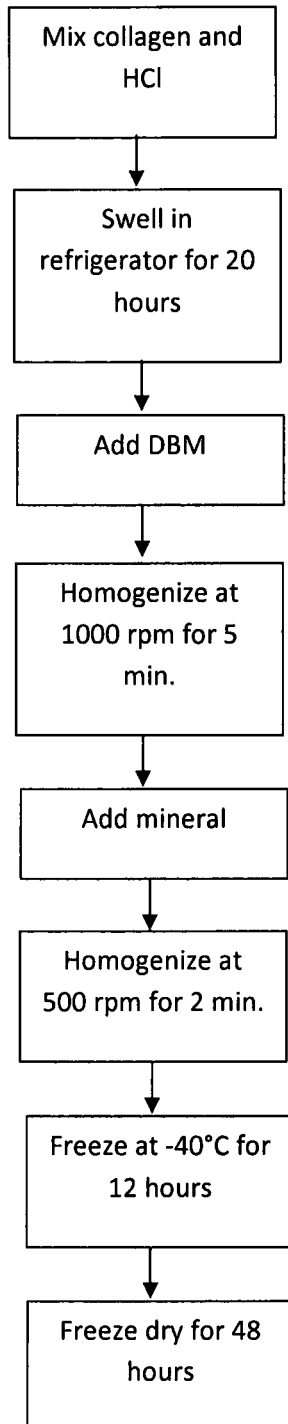 Mix collagen and
HCl
Swell in
refrigerator for 20
hours
Add DBM
Homogenize at
1000 rpm for 5
min.
Add mineral
Homogenize at
500 rpm for 2 min.
Freeze at -40°C for
12 hours
Freeze dry for 48
hours